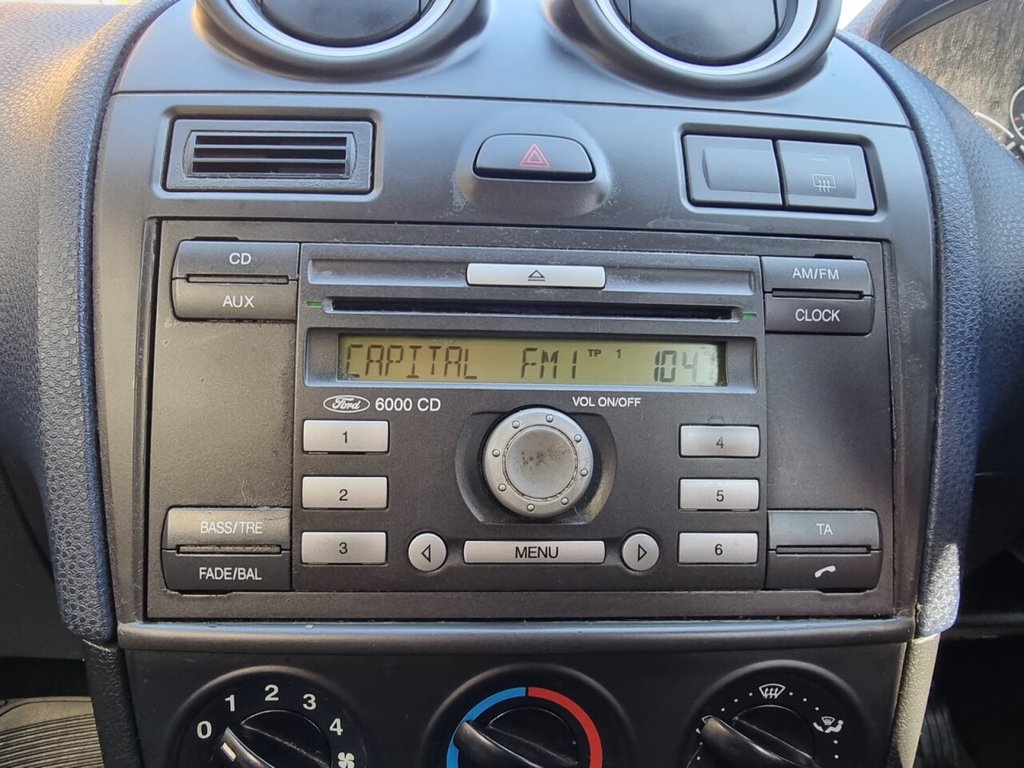 CD
AUX
AM/FM
CLOCK
CAPITAL FM1 TP 1 104
Ford 6000 CD
VOL ON/OFF
1
4
2
5
3
6
BASS/TRE
FADE/BAL
MENU
TA
0 1 2 3 4